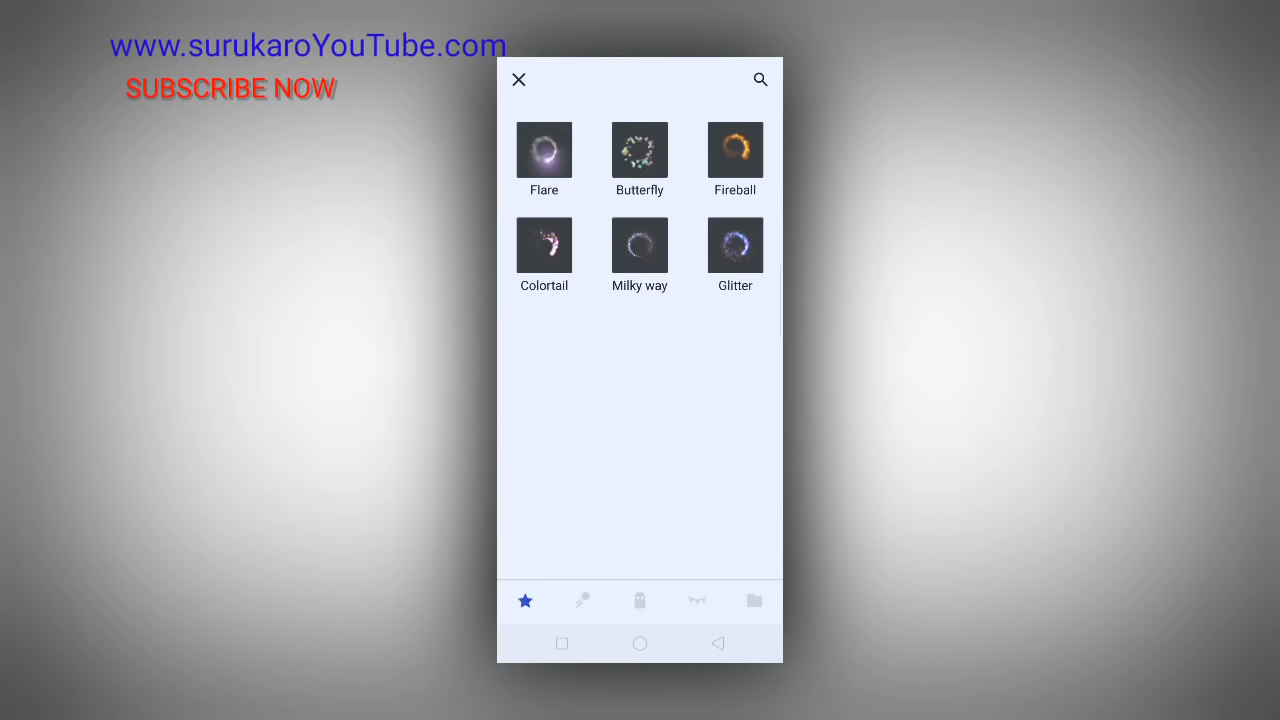 www.surukaroYouTube.com
SUBSCRIBE NOW
Flare Butterfly Fireball
Colortail Milky way Glitter